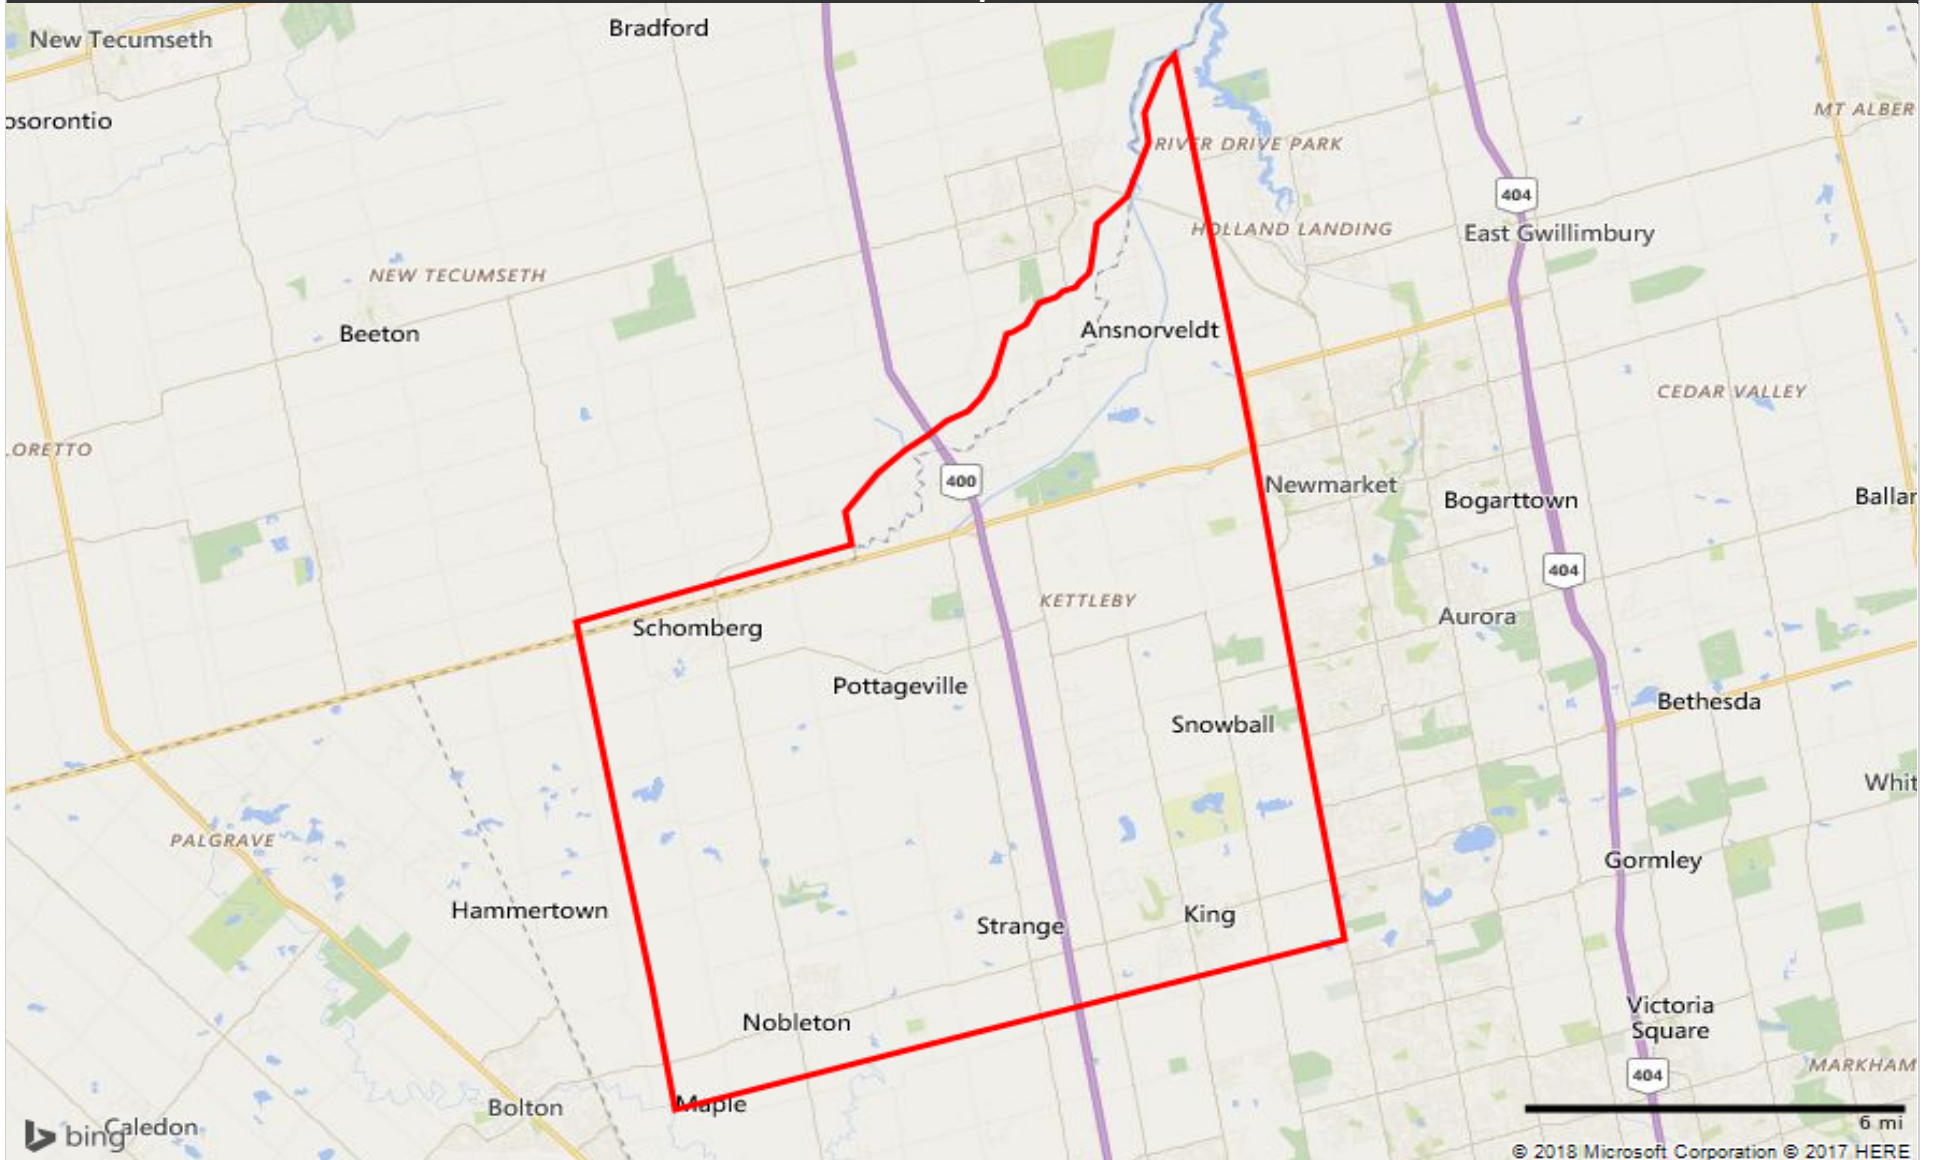 Bradford
New Tecumseth
osorontio
MT ALBER
RIVER DRIVE PARK
404
HOLLAND LANDING
East Gwillimbury
NEW TECUMSETH
Beeton
Ansnorveldt
CEDAR VALLEY
LORETTO
400
Newmarket
Bogarttown
Ballar
404
KETTLEBY
Aurora
Schomberg
Pottageville
Bethesda
Snowball
Whit
PALGRAVE
Gormley
Hammertown
King
Strange
Nobleton
Victoria
Square
MARKHAM
404
Maple
Bolton
Caledon
bing
6 mi
© 2018 Microsoft Corporation © 2017 HERE